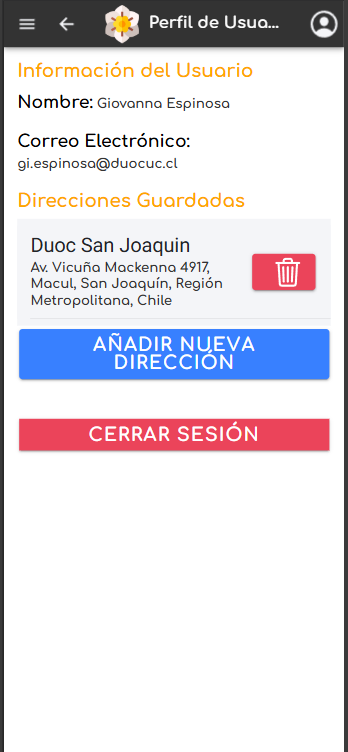 Perfil de Usua...
Información del Usuario
Nombre: Giovanna Espinosa
Correo Electrónico:
gi.espinosa@duocuc.cl
Direcciones Guardadas
Duoc San Joaquin
Av. Vicuña Mackenna 4917,
Macul, San Joaquín, Región
Metropolitana, Chile
AÑADIR NUEVA
DIRECCIÓN
CERRAR SESIÓN